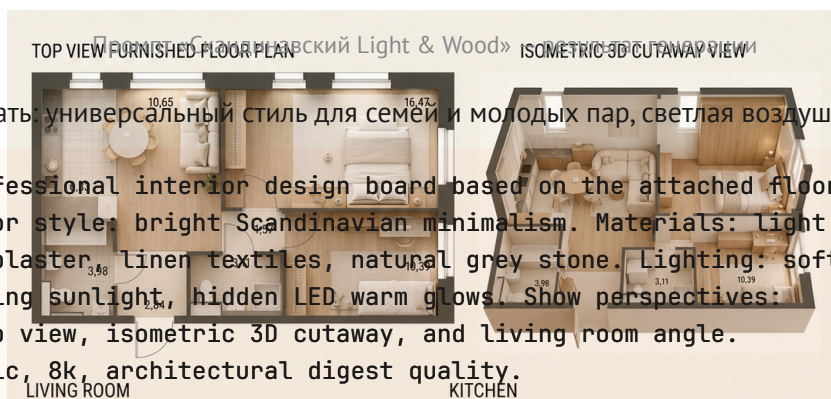 Промпт «Скандинавский Light & Wood» – результат генерации
TOP VIEW FURNISHED FLOOR PLAN
ISOMETRIC 3D CUTAWAY VIEW
10,65
16,47
ать: универсальный стиль для семей и молодых пар, светлая воздуш
fessional interior design board based on the attached floor
or style: bright Scandinavian minimalism. Materials: light
plaster, linen textiles, natural grey stone. Lighting: soft
3,98
10,39
3,98
3,11
10,39
ing sunlight, hidden LED warm glows. Show perspectives:
2,64
p view, isometric 3D cutaway, and living room angle.
ic, 8k, architectural digest quality.
LIVING ROOM
KITCHEN